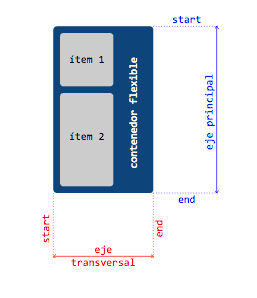 start
ítem 1
contenedor flexible
eje principal
ítem 2
end
start
end
eje
transversal